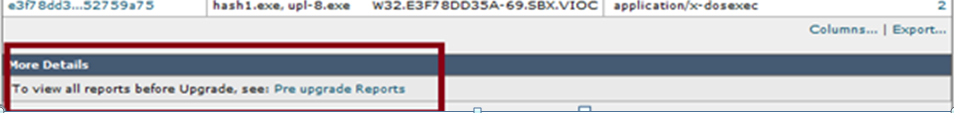 e3f78dd3...52759a75 hash1.exe, upl-8.exe W32.E3F78DD35A-69.SBX.VIOC application/x-dosexec 2
Columns... | Export...
More Details
To view all reports before Upgrade, see: Pre upgrade Reports